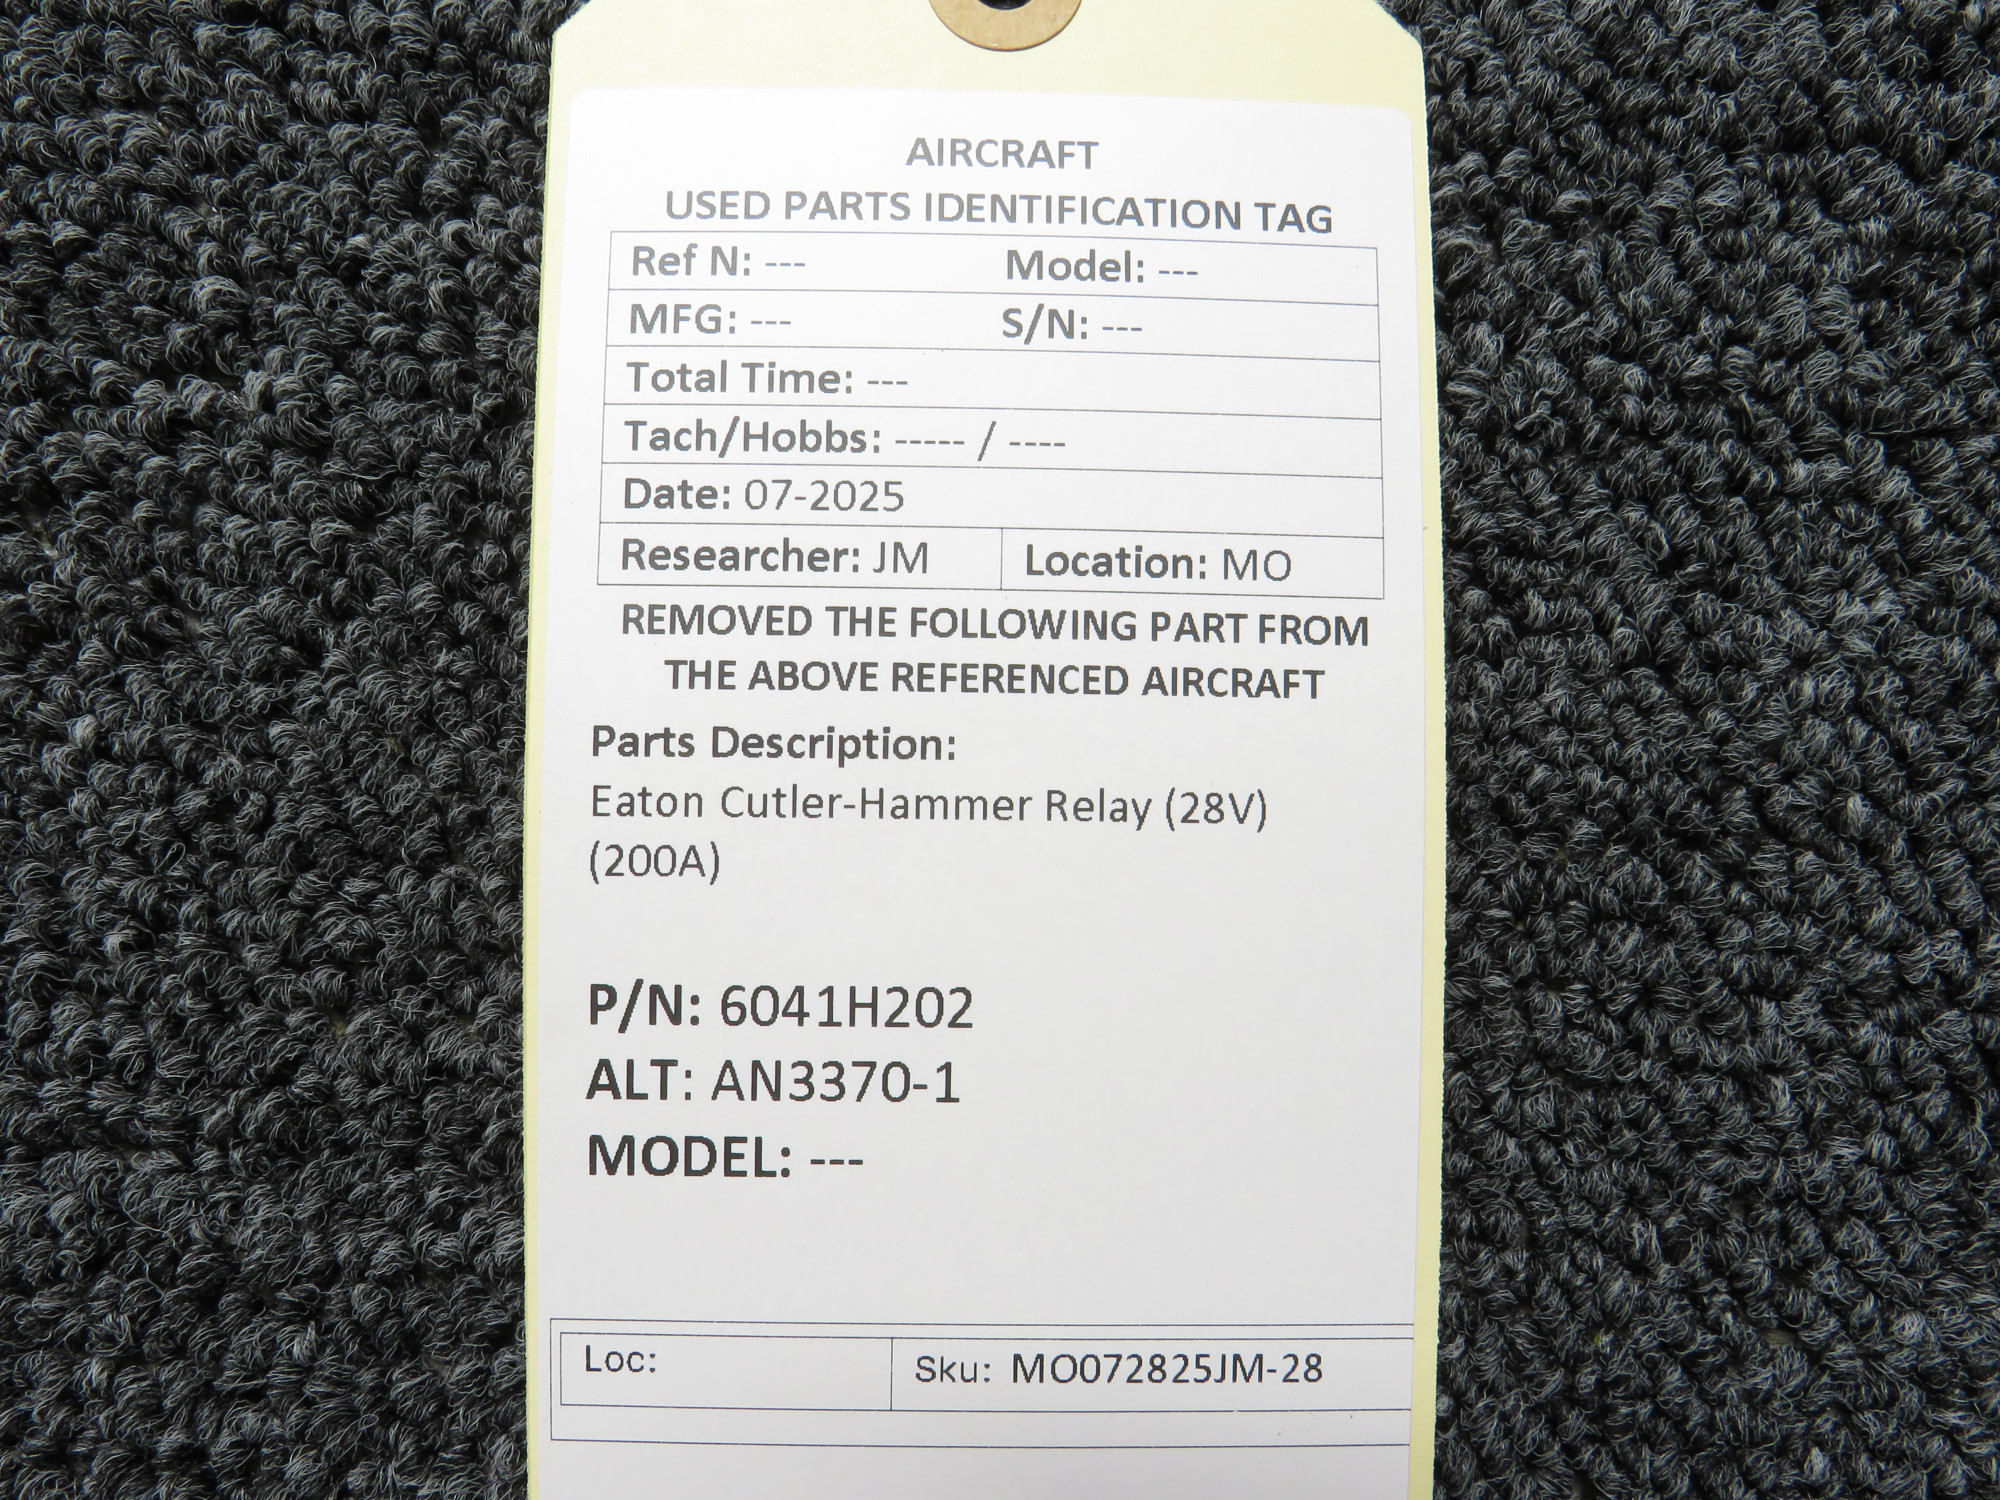 AIRCRAFT
USED PARTS IDENTIFICATION TAG
Ref N: --- Model: ---
MFG: --- S/N: ---
Total Time: ---
Tach/Hobbs: ----- / ----
Date: 07-2025
Researcher: JM Location: MO
REMOVED THE FOLLOWING PART FROM
THE ABOVE REFERENCED AIRCRAFT
Parts Description:
Eaton Cutler-Hammer Relay (28V)
(200A)
P/N: 6041H202
ALT: AN3370-1
MODEL: ---
Loc: Sku: MO072825JM-28